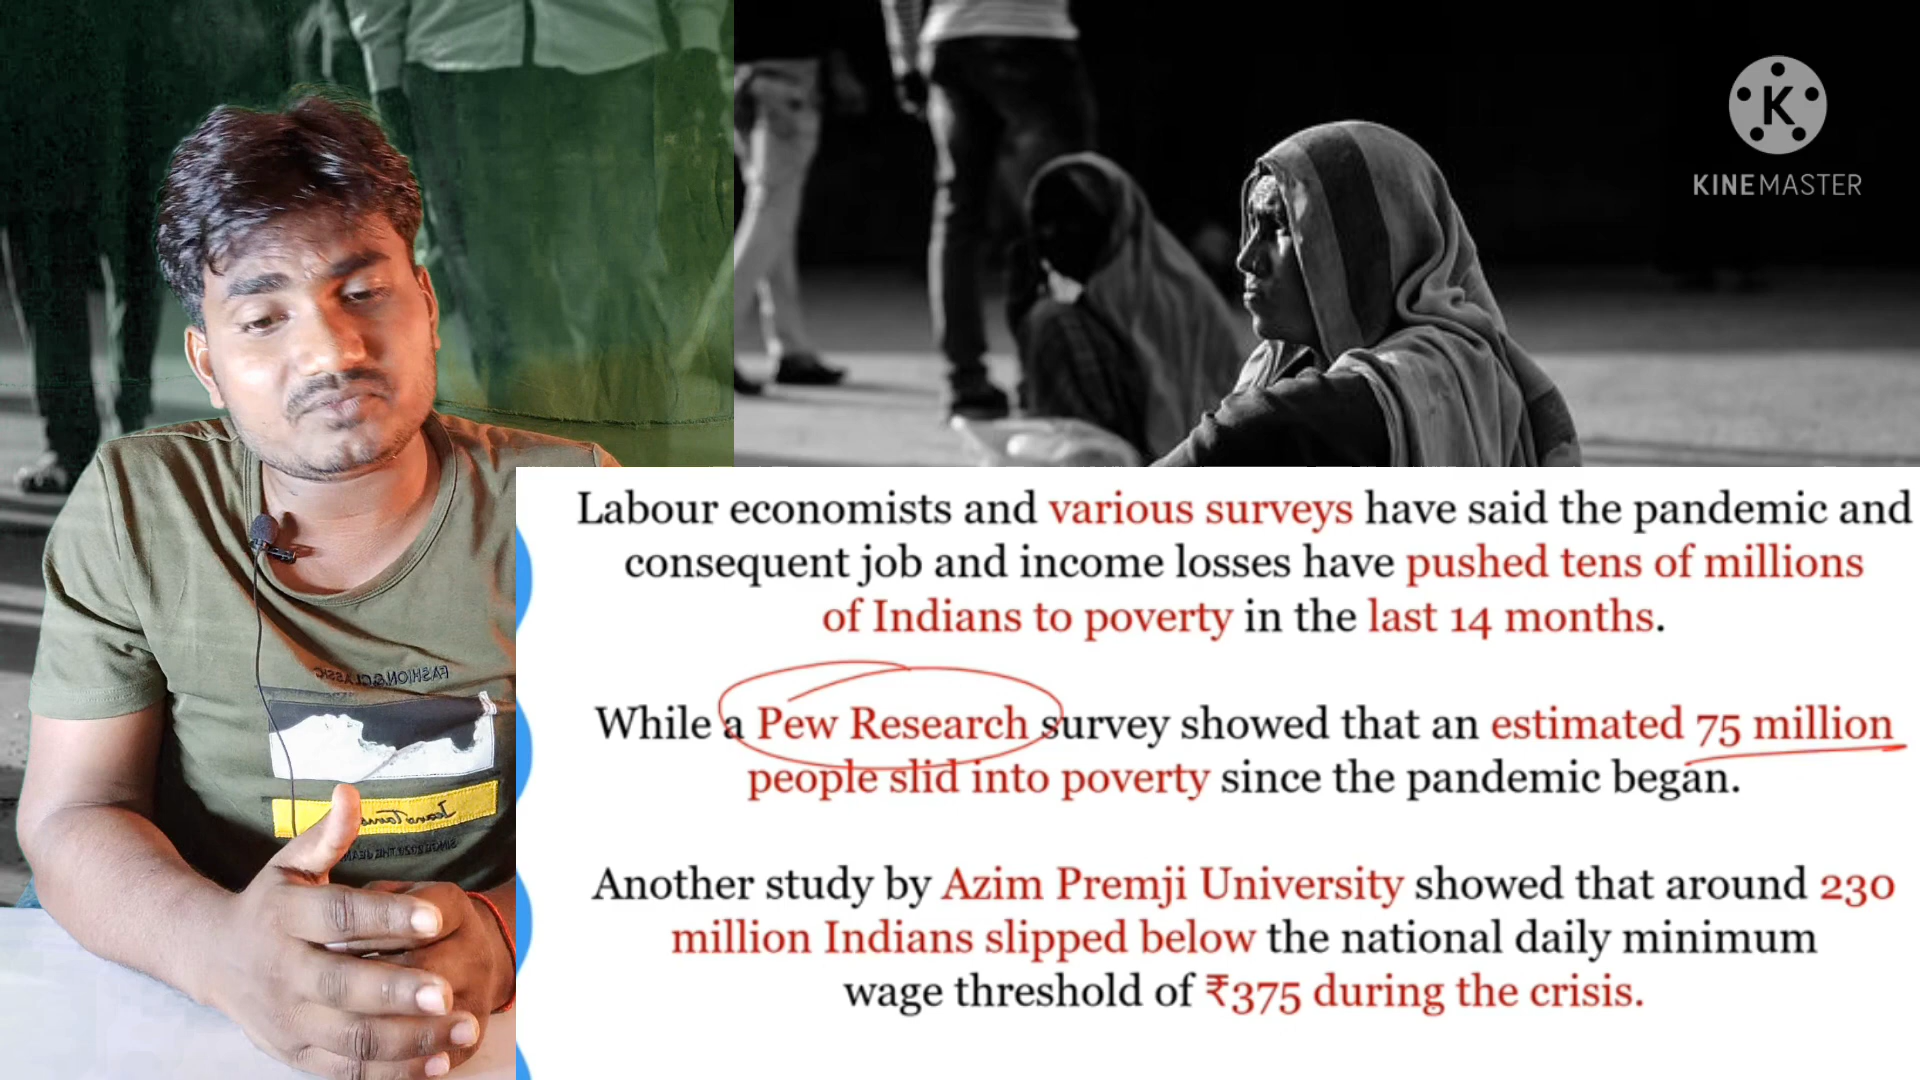 KINEMASTER
Labour economists and various surveys have said the pandemic and
consequent job and income losses have pushed tens of millions
of Indians to poverty in the last 14 months.
While a Pew Research survey showed that an estimated 75 million
people slid into poverty since the pandemic began.
Another study by Azim Premji University showed that around 230
million Indians slipped below the national daily minimum
wage threshold of ₹375 during the crisis.
FASHION & CLASSIC